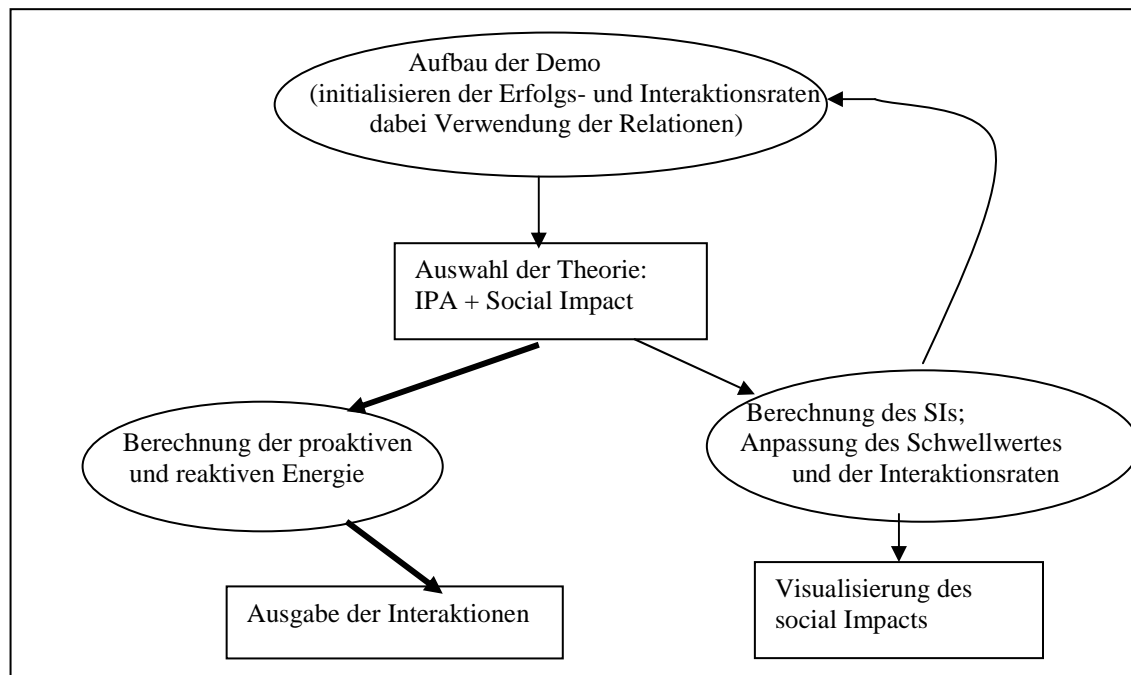 Aufbau der Demo
(initialisieren der Erfolgs- und Interaktionsraten
dabei Verwendung der Relationen)
Auswahl der Theorie:
IPA + Social Impact
Berechnung der proaktiven
und reaktiven Energie
Berechnung des SIs;
Anpassung des Schwellwertes
und der Interaktionsraten
Ausgabe der Interaktionen
Visualisierung des
social Impacts